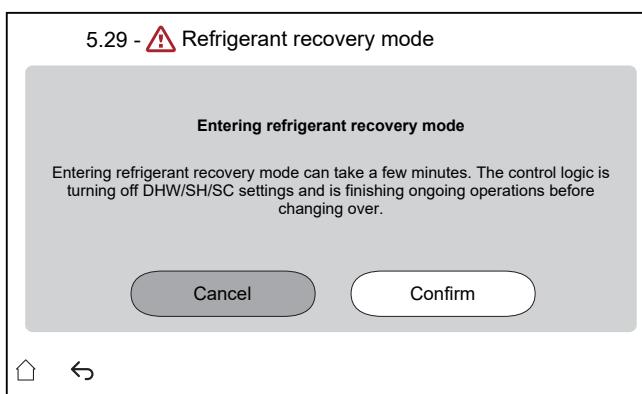 5.29 - Refrigerant recovery mode
Entering refrigerant recovery mode
Entering refrigerant recovery mode can take a few minutes. The control logic is
turning off DHW/SH/SC settings and is finishing ongoing operations before
changing over.
Cancel
Confirm